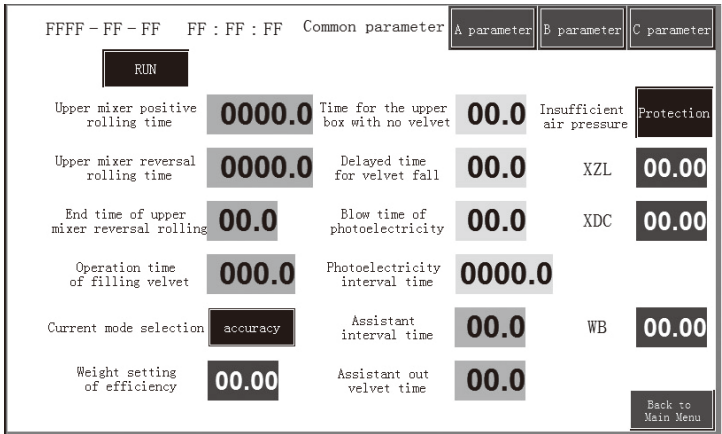 FFFF-FF-FF FF:FF:FF Common parameter A parameter B parameter C parameter
RUN
Upper mixer positive
rolling time
0000.0
Time for the upper
box with no velvet
00.0
Insufficient
air pressure
Protection
Upper mixer reversal
rolling time
0000.0
Delayed time
for velvet fall
00.0
XZL
00.00
End time of upper
mixer reversal rolling
00.0
Blow time of
photoelectricity
00.0
XDC
00.00
Operation time
of filling velvet
000.0
Photoelectricity
interval time
0000.0
Current mode selection
accuracy
Assistant
interval time
00.0
WB
00.00
Weight setting
of efficiency
00.00
Assistant out
velvet time
00.0
Back to
Main Menu